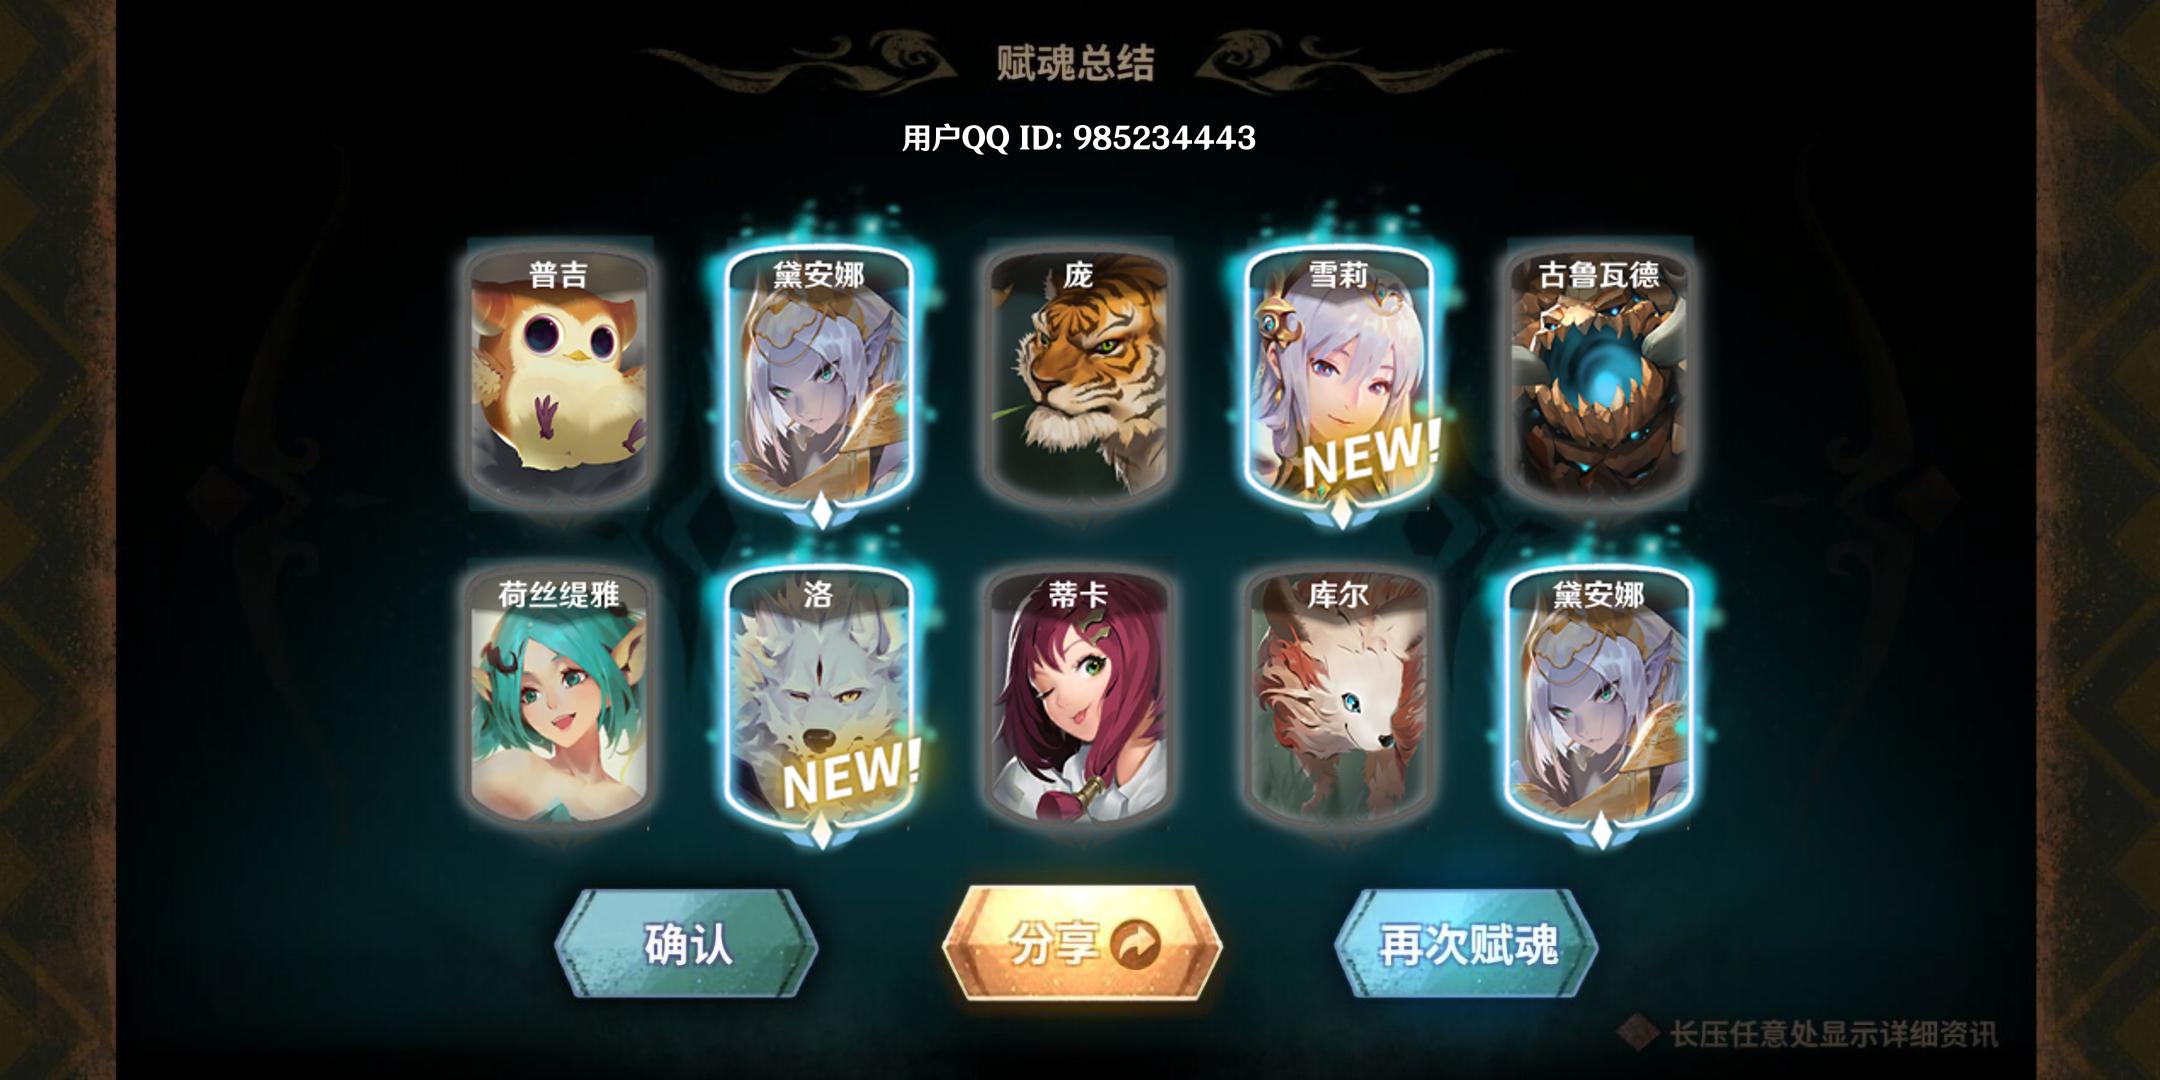 赋魂总结
用户QQ ID: 985234443
普吉
黛安娜
庞
雪莉
NEW!
古鲁瓦德
荷丝缇雅
洛
NEW!
蒂卡
库尔
黛安娜
确认
分享
再次赋魂
长压任意处显示详细资讯